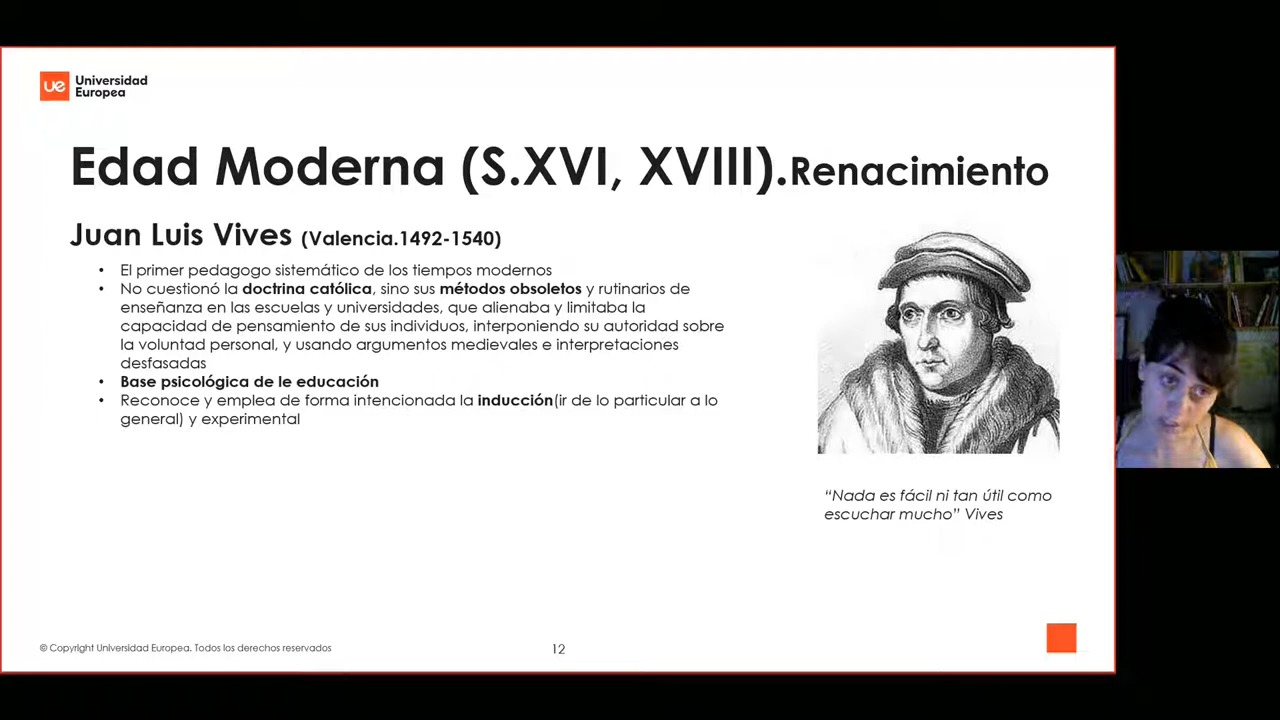 ue Universidad
Europea
Edad Moderna (S.XVI, XVIII).Renacimiento
Juan Luis Vives (Valencia.1492-1540)
• El primer pedagogo sistemático de los tiempos modernos
• No cuestionó la doctrina católica, sino sus métodos obsoletos y rutinarios de
enseñanza en las escuelas y universidades, que alienaba y limitaba la
capacidad de pensamiento de sus individuos, interponiendo su autoridad sobre
la voluntad personal, y usando argumentos medievales e interpretaciones
desfasadas
• Base psicológica de le educación
• Reconoce y emplea de forma intencionada la inducción(ir de lo particular a lo
general) y experimental
“Nada es fácil ni tan útil como
escuchar mucho” Vives
© Copyright Universidad Europea. Todos los derechos reservados
12